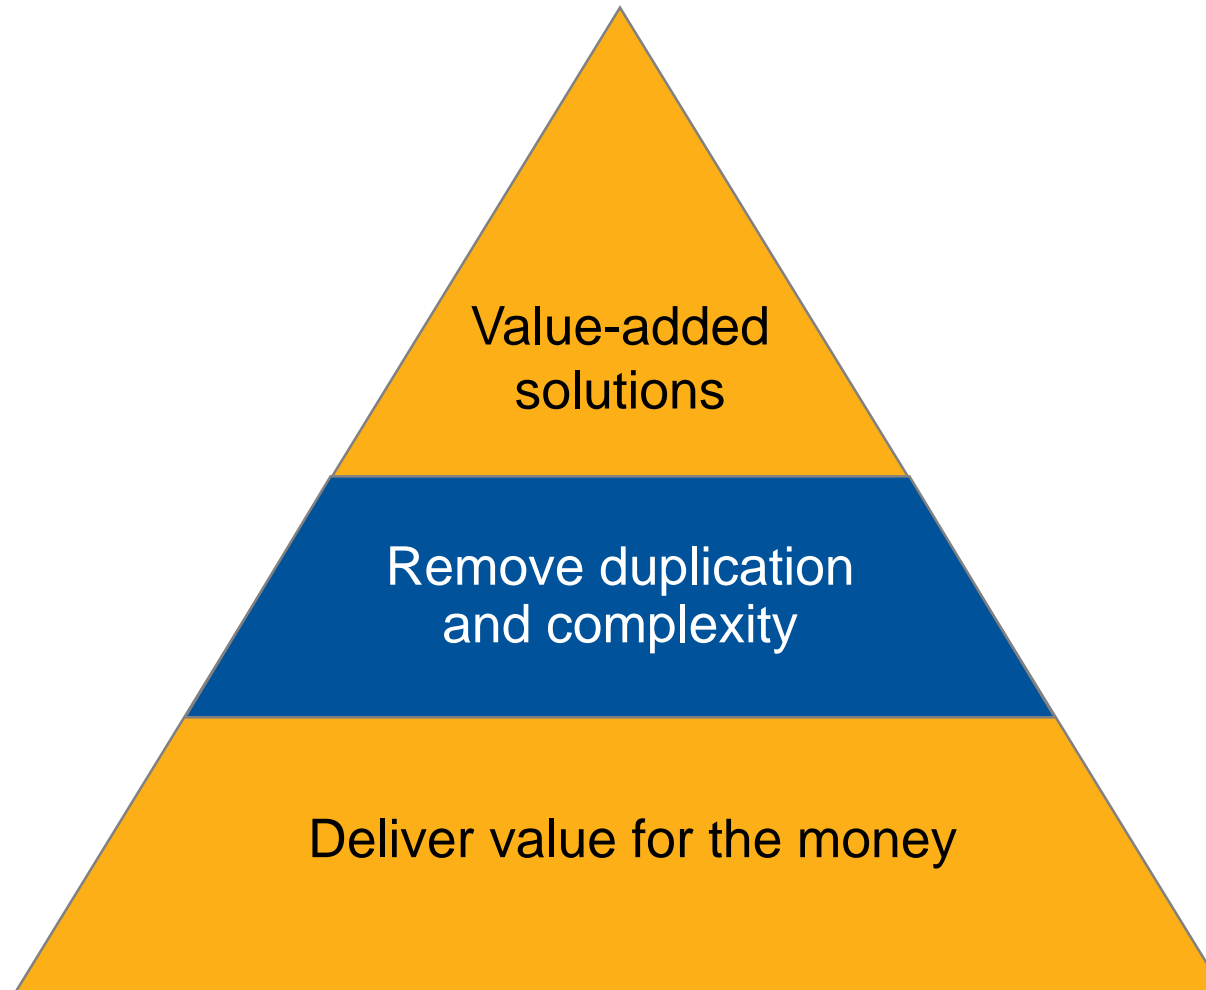 Value-added
solutions
Remove duplication
and complexity
Deliver value for the money